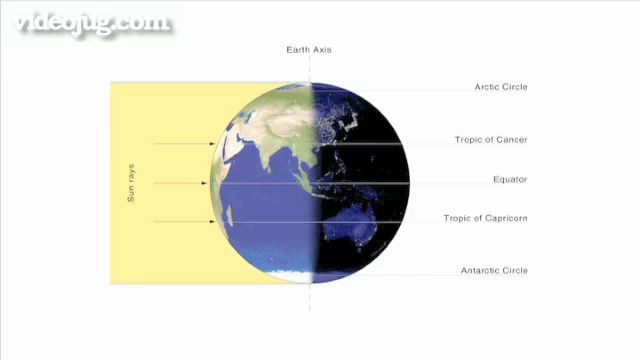 videojug.com
Earth Axis
Arctic Circle
Tropic of Cancer
Sun rays
Equator
Tropic of Capricorn
Antarctic Circle